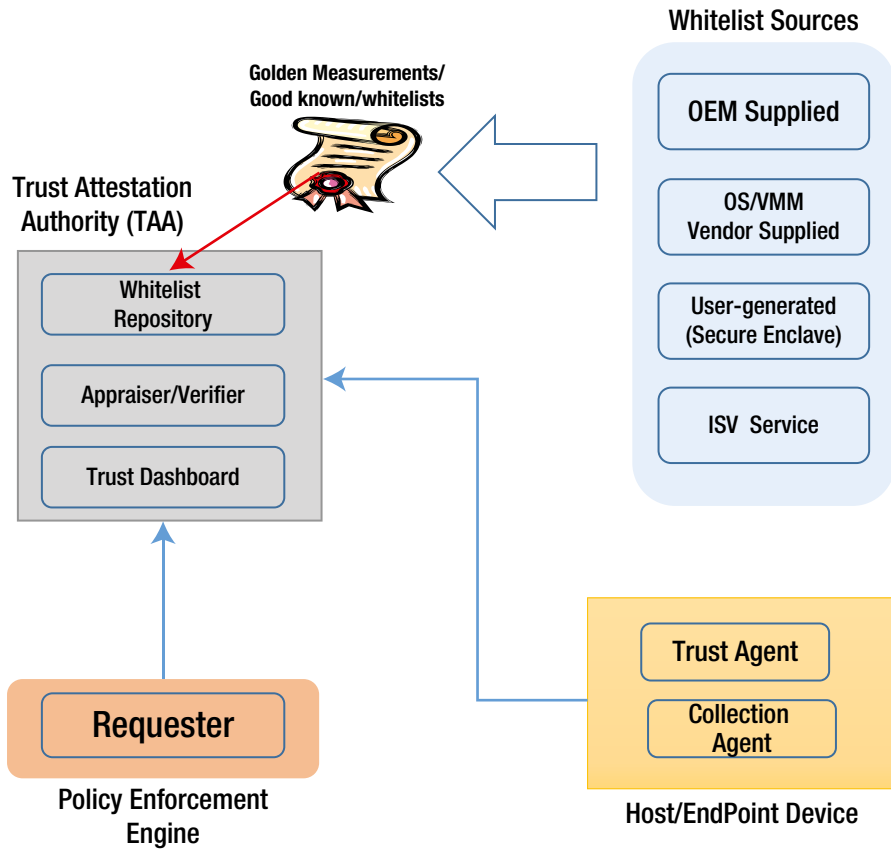 Whitelist Sources
OEM Supplied
OS/VMM
Vendor Supplied
User-generated
(Secure Enclave)
ISV Service
Golden Measurements/
Good known/whitelists
Trust Attestation
Authority (TAA)
Whitelist
Repository
Appraiser/Verifier
Trust Dashboard
Requester
Policy Enforcement
Engine
Trust Agent
Collection
Agent
Host/EndPoint Device